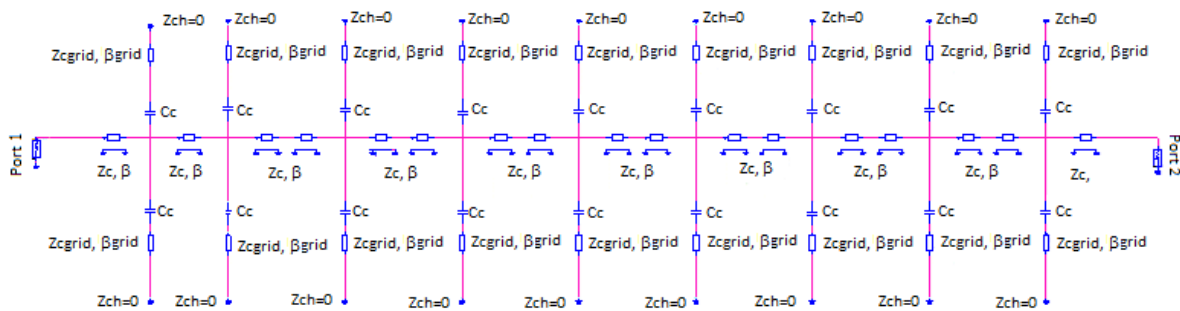 Zch=0 Zch=0 Zch=0 Zch=0 Zch=0 Zch=0 Zch=0 Zch=0 Zch=0
Zcgrid, βgrid Zcgrid, βgrid Zcgrid, βgrid Zcgrid, βgrid Zcgrid, βgrid Zcgrid, βgrid Zcgrid, βgrid Zcgrid, βgrid Zcgrid, βgrid
Cc Cc Cc Cc Cc Cc Cc Cc Cc
Port 1
Port 2
Zc, β Zc, β Zc, β Zc, β Zc, β Zc, β Zc, β Zc, β Zc, β Zc,
Cc Cc Cc Cc Cc Cc Cc Cc Cc
Zcgrid, βgrid Zcgrid, βgrid Zcgrid, βgrid Zcgrid, βgrid Zcgrid, βgrid Zcgrid, βgrid Zcgrid, βgrid Zcgrid, βgrid Zcgrid, βgrid
Zch=0 Zch=0 Zch=0 Zch=0 Zch=0 Zch=0 Zch=0 Zch=0 Zch=0